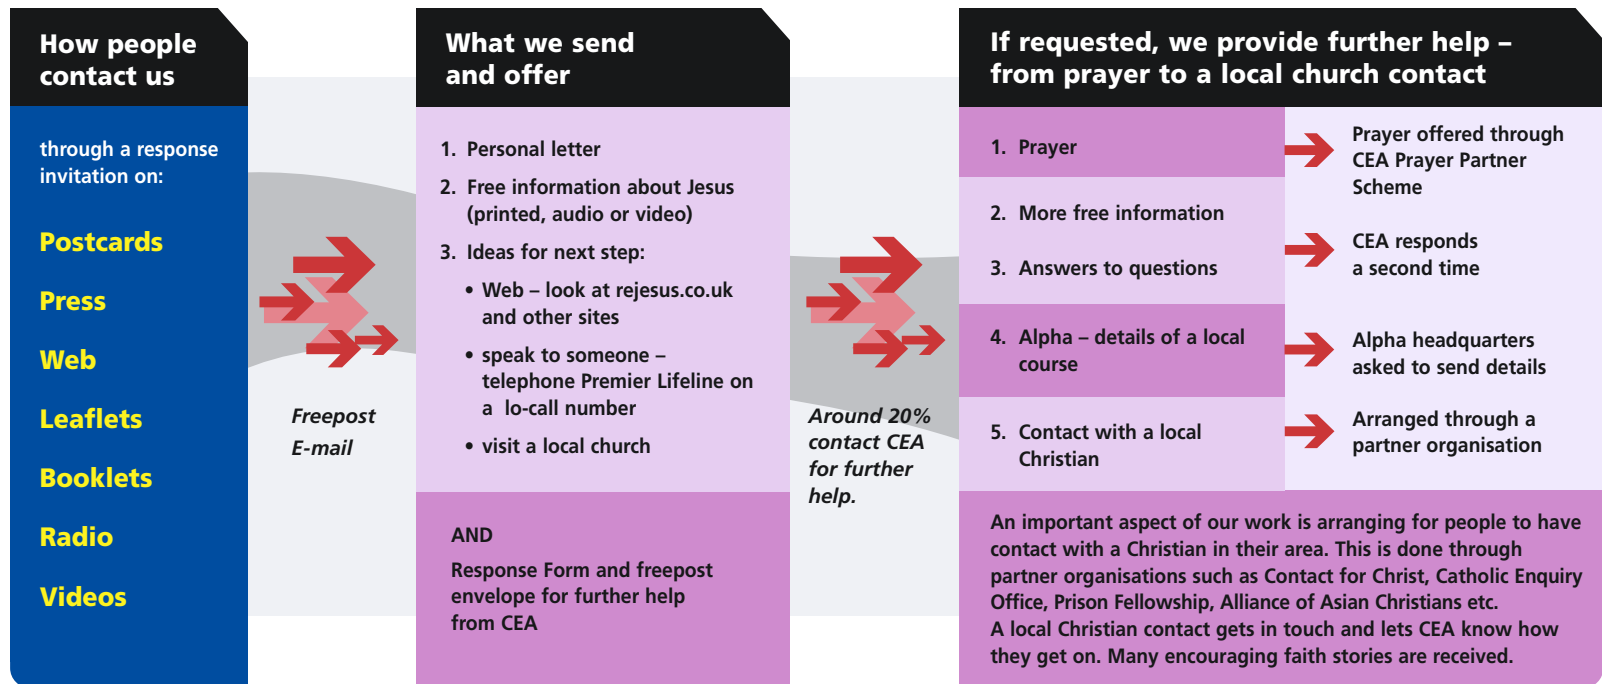 How people
contact us
through a response
invitation on:
Postcards
Press
Web
Leaflets
Booklets
Radio
Videos
Freepost
E-mail
What we send
and offer
1. Personal letter
2. Free information about Jesus
(printed, audio or video)
3. Ideas for next step:
• Web – look at rejesus.co.uk
and other sites
• speak to someone –
telephone Premier Lifeline on
a lo-call number
• visit a local church
AND
Response Form and freepost
envelope for further help
from CEA
Around 20%
contact CEA
for further
help.
If requested, we provide further help –
from prayer to a local church contact
1. Prayer
Prayer offered through
CEA Prayer Partner
Scheme
2. More free information
3. Answers to questions
CEA responds
a second time
4. Alpha – details of a local
course
Alpha headquarters
asked to send details
5. Contact with a local
Christian
Arranged through a
partner organisation
An important aspect of our work is arranging for people to have
contact with a Christian in their area. This is done through
partner organisations such as Contact for Christ, Catholic Enquiry
Office, Prison Fellowship, Alliance of Asian Christians etc.
A local Christian contact gets in touch and lets CEA know how
they get on. Many encouraging faith stories are received.